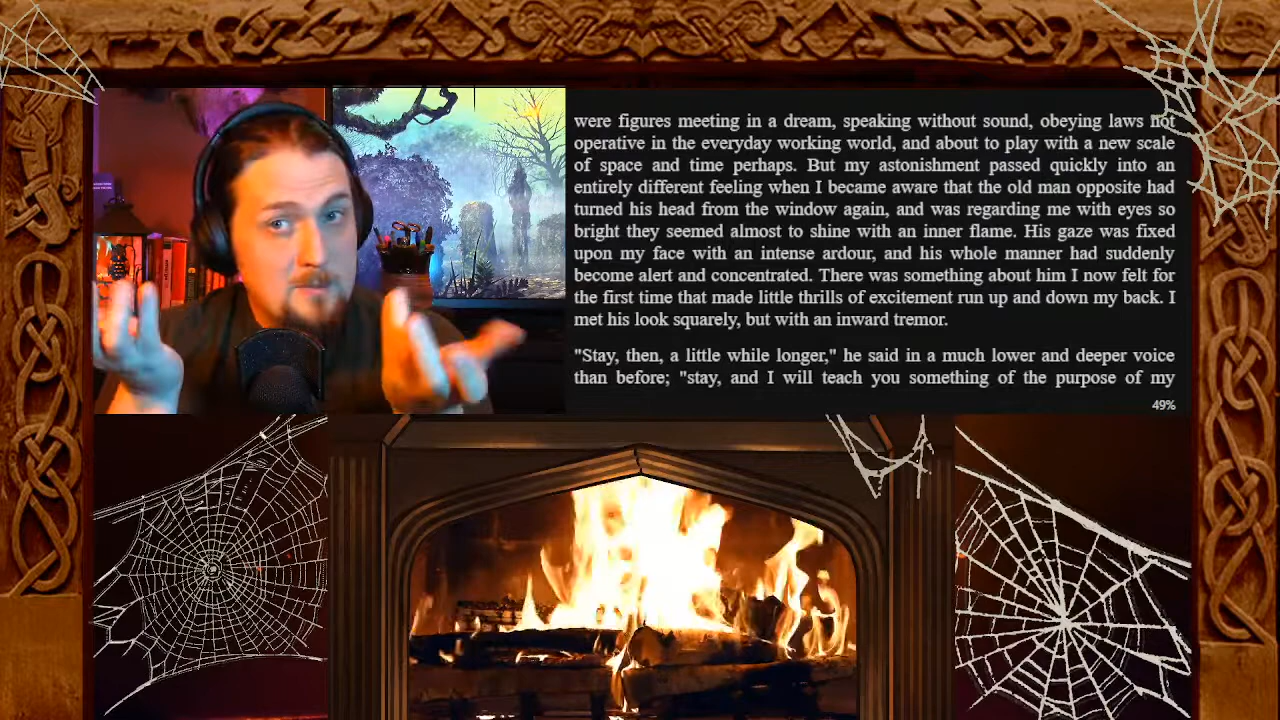 were figures meeting in a dream, speaking without sound, obeying laws not
operative in the everyday working world, and about to play with a new scale
of space and time perhaps. But my astonishment passed quickly into an
entirely different feeling when I became aware that the old man opposite had
turned his head from the window again, and was regarding me with eyes so
bright they seemed almost to shine with an inner flame. His gaze was fixed
upon my face with an intense ardour, and his whole manner had suddenly
become alert and concentrated. There was something about him I now felt for
the first time that made little thrills of excitement run up and down my back. I
met his look squarely, but with an inward tremor.
"Stay, then, a little while longer," he said in a much lower and deeper voice
than before; "stay, and I will teach you something of the purpose of my
49%